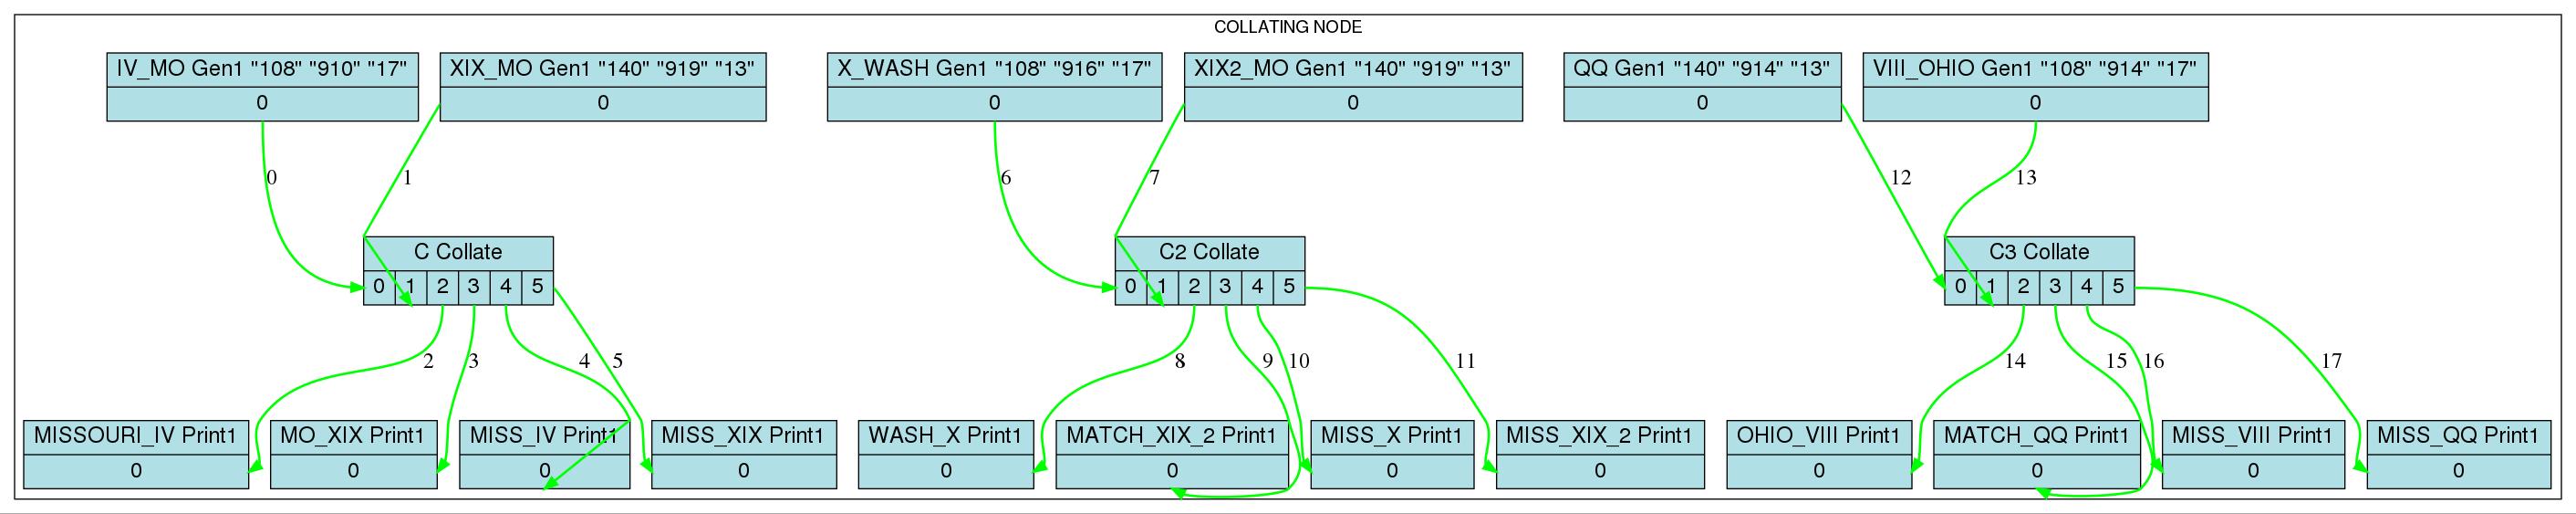 COLLATING NODE
IV_MO Gen1 "108" "910" "17"
0
XIX_MO Gen1 "140" "919" "13"
0
X_WASH Gen1 "108" "916" "17"
0
XIX2_MO Gen1 "140" "919" "13"
0
QQ Gen1 "140" "914" "13"
0
VIII_OHIO Gen1 "108" "914" "17"
0
0
1
6
7
12
13
C Collate
0 1 2 3 4 5
C2 Collate
0 1 2 3 4 5
C3 Collate
0 1 2 3 4 5
2
3
4
5
8
9
10
11
14
15
16
17
MISSOURI_IV Print1
0
MO_XIX Print1
0
MISS_IV Print1
0
MISS_XIX Print1
0
WASH_X Print1
0
MATCH_XIX_2 Print1
0
MISS_X Print1
0
MISS_XIX_2 Print1
0
OHIO_VIII Print1
0
MATCH_QQ Print1
0
MISS_VIII Print1
0
MISS_QQ Print1
0